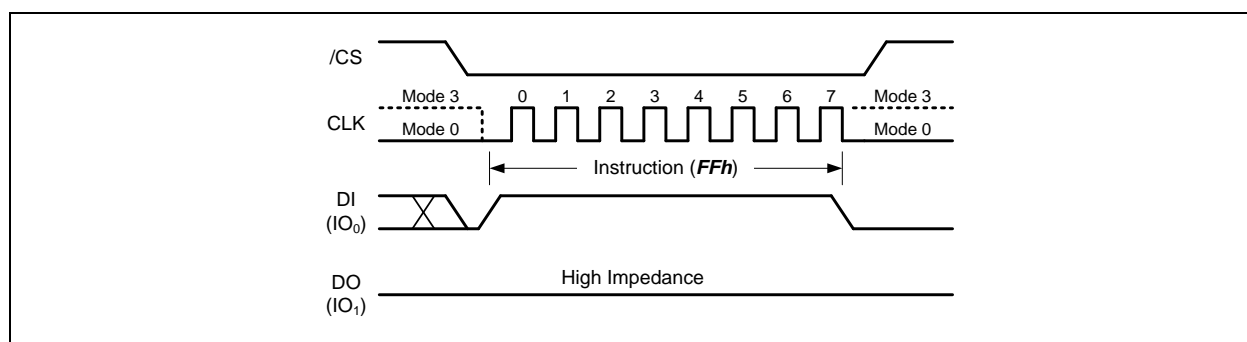 /CS
Mode 3 0 1 2 3 4 5 6 7 Mode 3
CLK Mode 0 Mode 0
Instruction (FFh)
DI
(IO₀)
DO High Impedance
(IO₁)